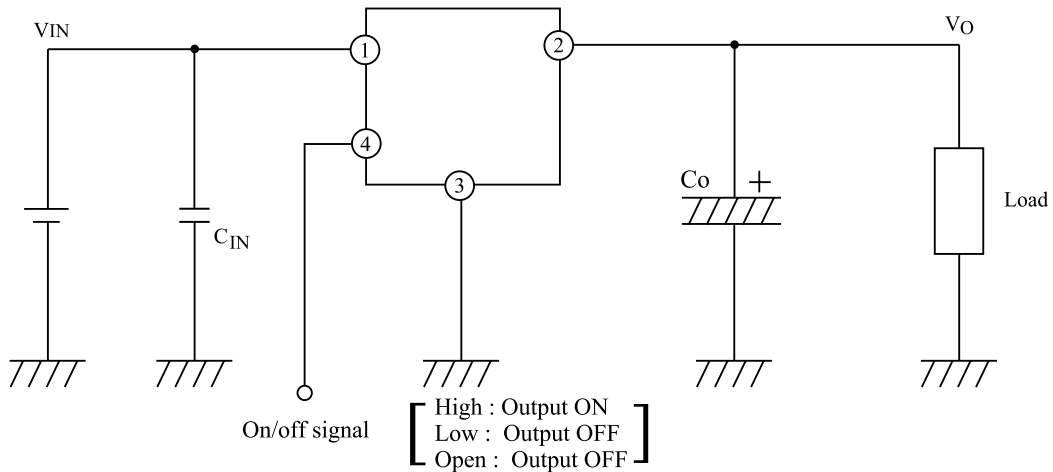 VIN
VO
1
2
4
3
Co +
CIN
Load
On/off signal
High : Output ON
Low : Output OFF
Open : Output OFF